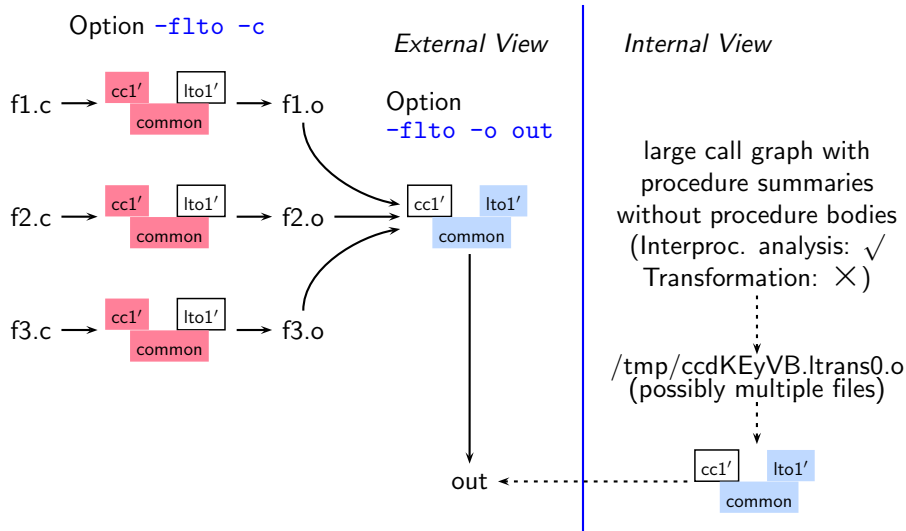 Option -flto -c
External View
Internal View
f1.c
cc1′
lto1′
common
f1.o
Option
-flto -o out
f2.c
cc1′
lto1′
common
f2.o
cc1′
lto1′
common
f3.c
cc1′
lto1′
common
f3.o
out
large call graph with
procedure summaries
without procedure bodies
(Interproc. analysis: √
Transformation: ×)
/tmp/ccdKEyVB.ltrans0.o
(possibly multiple files)
cc1′
lto1′
common